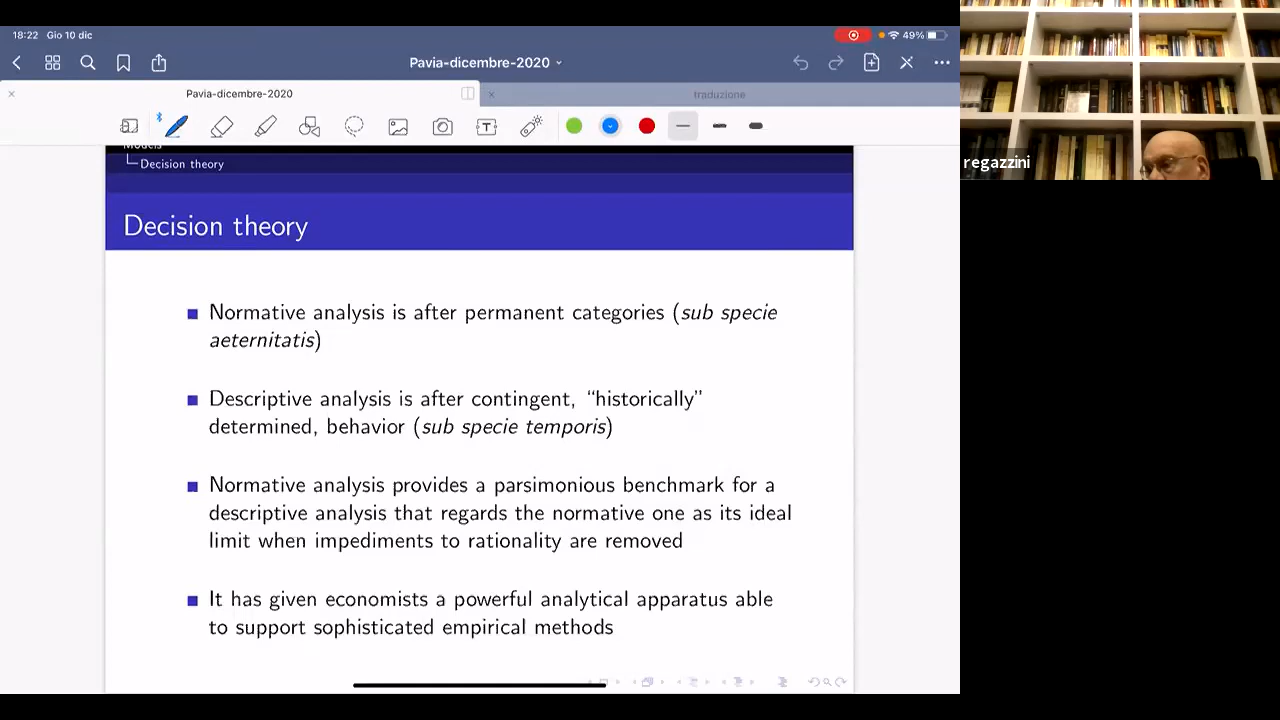 18:22 Gio 10 dic
49%
Pavia-dicembre-2020
Pavia-dicembre-2020
traduzione
Models
Decision theory
Decision theory
Normative analysis is after permanent categories (sub specie
aeternitatis)
Descriptive analysis is after contingent, “historically”
determined, behavior (sub specie temporis)
Normative analysis provides a parsimonious benchmark for a
descriptive analysis that regards the normative one as its ideal
limit when impediments to rationality are removed
It has given economists a powerful analytical apparatus able
to support sophisticated empirical methods
regazzini